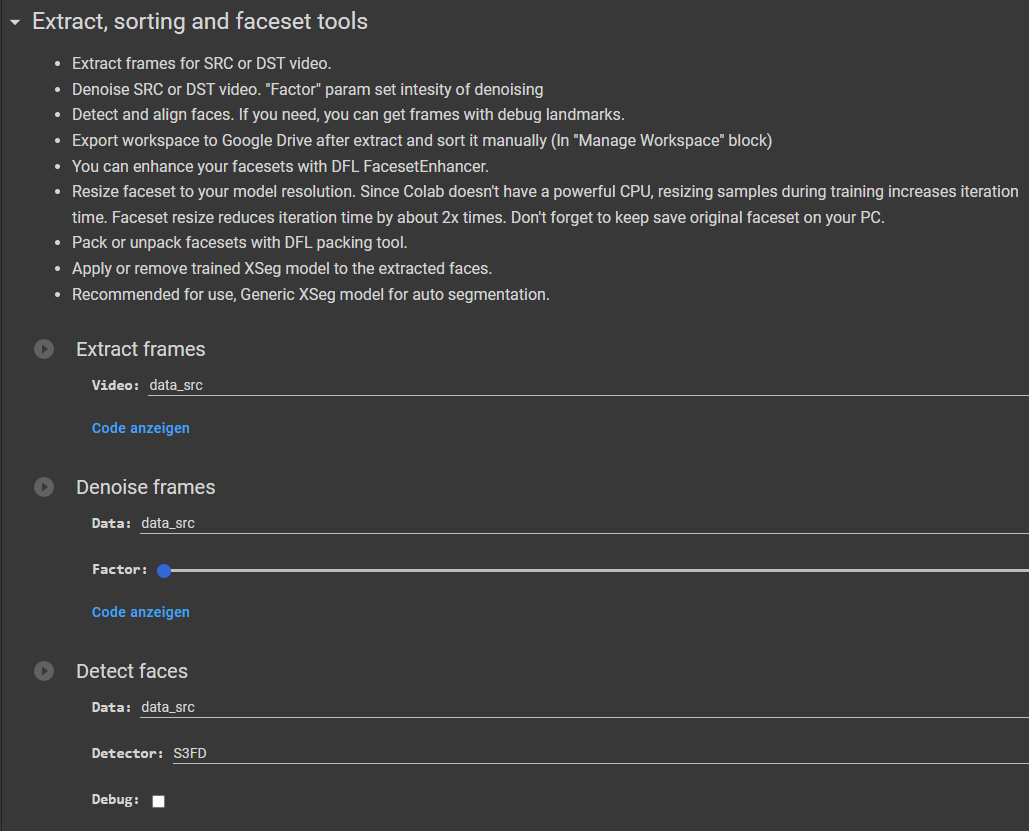 Extract, sorting and faceset tools
Extract frames for SRC or DST video.
Denoise SRC or DST video. "Factor" param set intesity of denoising
Detect and align faces. If you need, you can get frames with debug landmarks.
Export workspace to Google Drive after extract and sort it manually (In "Manage Workspace" block)
You can enhance your facesets with DFL FacesetEnhancer.
Resize faceset to your model resolution. Since Colab doesn't have a powerful CPU, resizing samples during training increases iteration
time. Faceset resize reduces iteration time by about 2x times. Don't forget to keep save original faceset on your PC.
Pack or unpack facesets with DFL packing tool.
Apply or remove trained XSeg model to the extracted faces.
Recommended for use, Generic XSeg model for auto segmentation.
Extract frames
Video: data_src
Code anzeigen
Denoise frames
Data: data_src
Factor:
Code anzeigen
Detect faces
Data: data_src
Detector: S3FD
Debug: